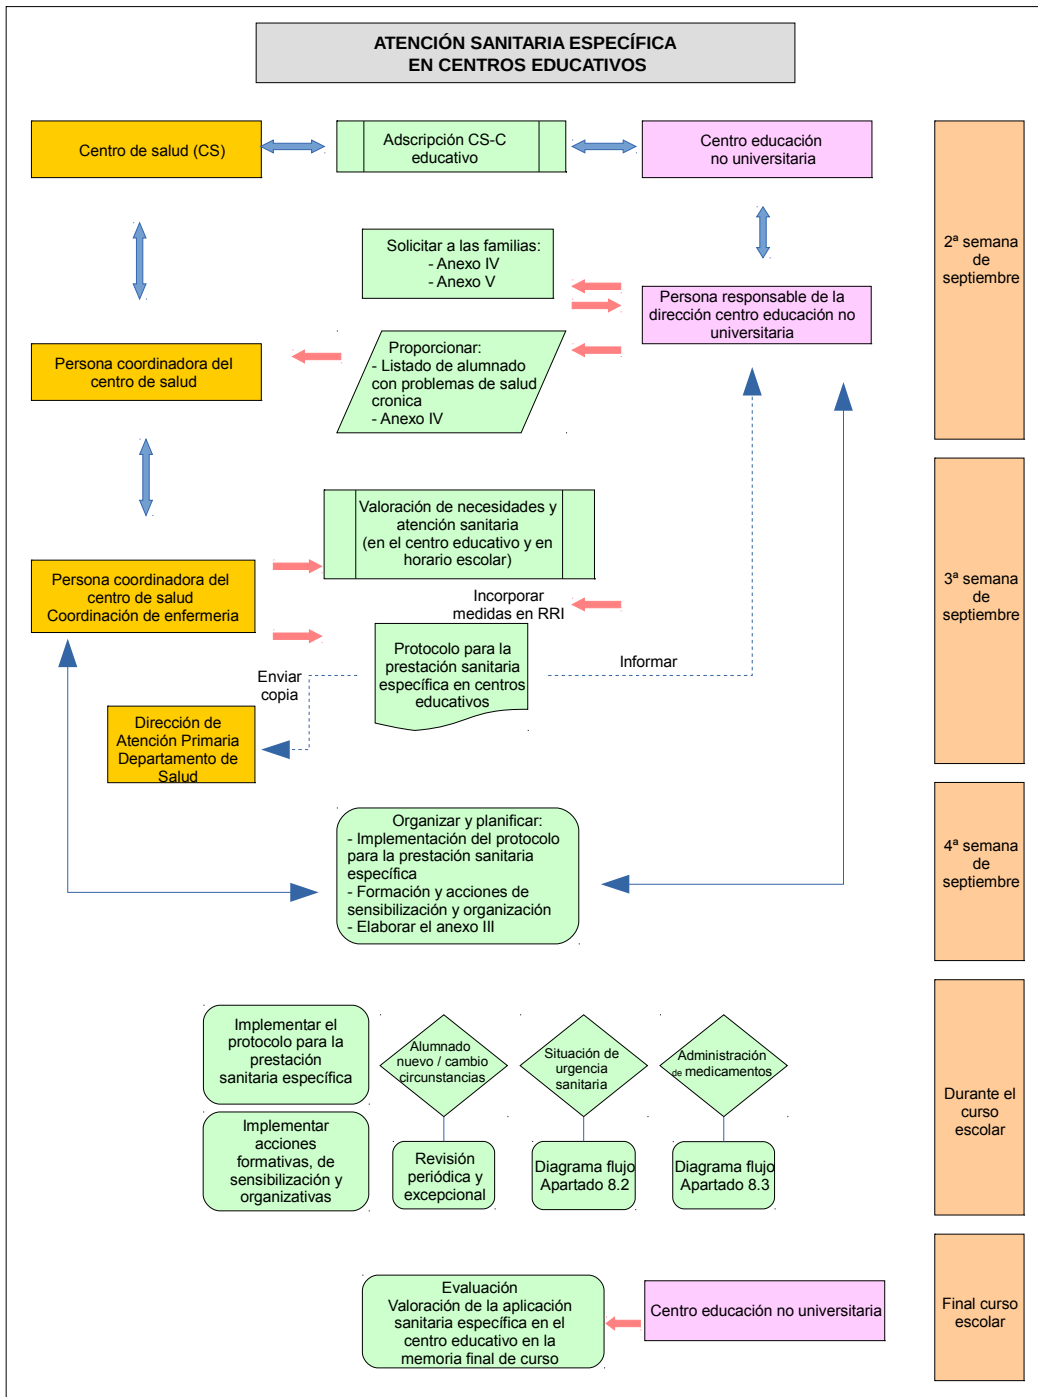 ATENCIÓN SANITARIA ESPECÍFICA
EN CENTROS EDUCATIVOS
Centro de salud (CS)
Adscripción CS-C
educativo
Centro educación
no universitaria
2ª semana
de
septiembre
Solicitar a las familias:
- Anexo IV
- Anexo V
Persona responsable de la
dirección centro educación no
universitaria
Persona coordinadora del
centro de salud
Proporcionar:
- Listado de alumnado
con problemas de salud
cronica
- Anexo IV
Valoración de necesidades y
atención sanitaria
(en el centro educativo y en
horario escolar)
3ª semana
de
septiembre
Persona coordinadora del
centro de salud
Coordinación de enfermeria
Incorporar
medidas en RRI
Protocolo para la
prestación sanitaria
específica en centros
educativos
Informar
Enviar
copia
Dirección de
Atención Primaria
Departamento de
Salud
Organizar y planificar:
- Implementación del protocolo
para la prestación sanitaria
específica
- Formación y acciones de
sensibilización y organización
- Elaborar el anexo III
4ª semana
de
septiembre
Implementar el
protocolo para la
prestación
sanitaria específica
Alumnado
nuevo / cambio
circunstancias
Situación de
urgencia
sanitaria
Administración
de medicamentos
Durante el
curso
escolar
Implementar
acciones
formativas, de
sensibilización y
organizativas
Revisión
periódica y
excepcional
Diagrama flujo
Apartado 8.2
Diagrama flujo
Apartado 8.3
Evaluación
Valoración de la aplicación
sanitaria específica en el
centro educativo en la
memoria final de curso
Centro educación no universitaria
Final curso
escolar